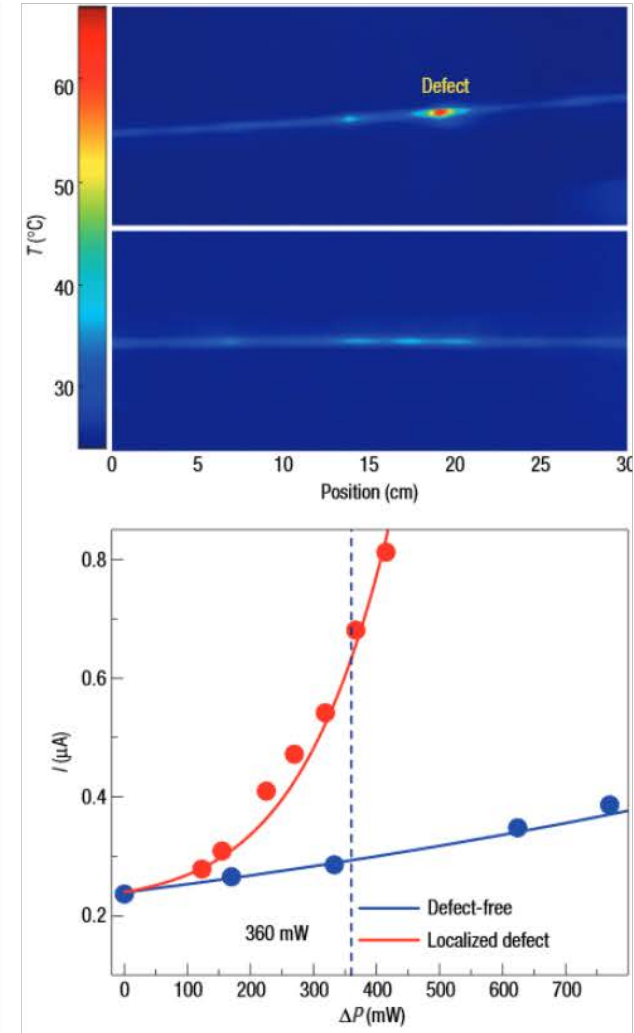 Defect
60
50
40
30
T (°C)
0 5 10 15 20 25 30
Position (cm)
0.8
0.6
0.4
0.2
I (μA)
360 mW
Defect-free
Localized defect
0 100 200 300 400 500 600 700
ΔP (mW)